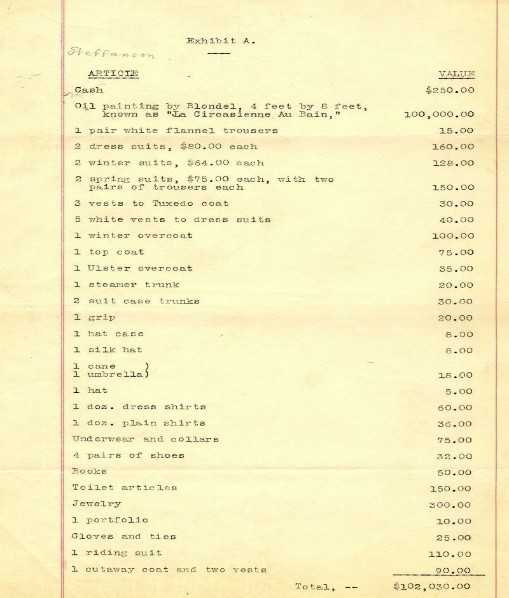 Exhibit A.
Steffanson
ARTICLE VALUE
Cash $250.00
Oil painting by Blondel, 4 feet by 8 feet,
known as "La Circasienne Au Bain," 100,000.00
1 pair white flannel trousers 15.00
2 dress suits, $80.00 each 160.00
2 winter suits, $64.00 each 128.00
2 spring suits, $75.00 each, with two
pairs of trousers each 150.00
3 vests to Tuxedo coat 30.00
5 white vests to dress suits 40.00
1 winter overcoat 100.00
1 top coat 75.00
1 Ulster overcoat 35.00
1 steamer trunk 20.00
2 suit case trunks 30.00
1 grip 20.00
1 hat case 8.00
1 silk hat 8.00
1 cane )
1 umbrella) 18.00
1 hat 5.00
1 doz. dress shirts 60.00
1 doz. plain shirts 36.00
Underwear and collars 75.00
4 pairs of shoes 32.00
Books 50.00
Toilet articles 150.00
Jewelry 300.00
1 portfolio 10.00
Gloves and ties 25.00
1 riding suit 110.00
1 cutaway coat and two vests 90.00
Total, -- $102,030.00